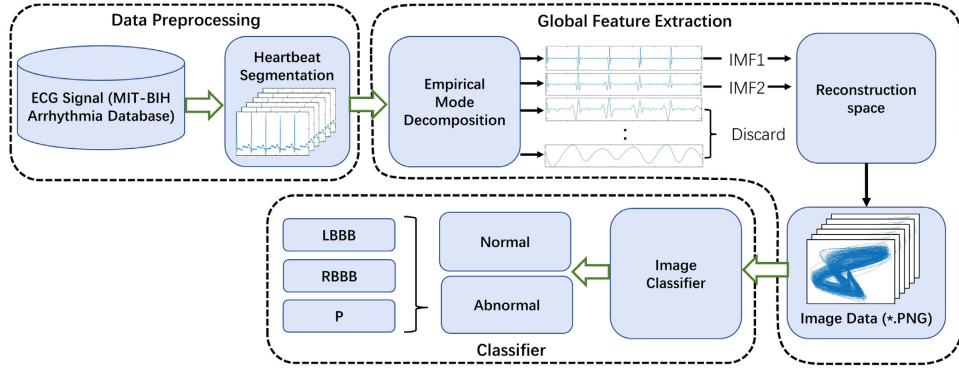 Data Preprocessing
Global Feature Extraction
ECG Signal (MIT-BIH
Arrhythmia Database)
Heartbeat
Segmentation
Empirical
Mode
Decomposition
IMF1
IMF2
:
Discard
Reconstruction
space
Image Data (*.PNG)
Image
Classifier
Normal
Abnormal
LBBB
RBBB
P
Classifier